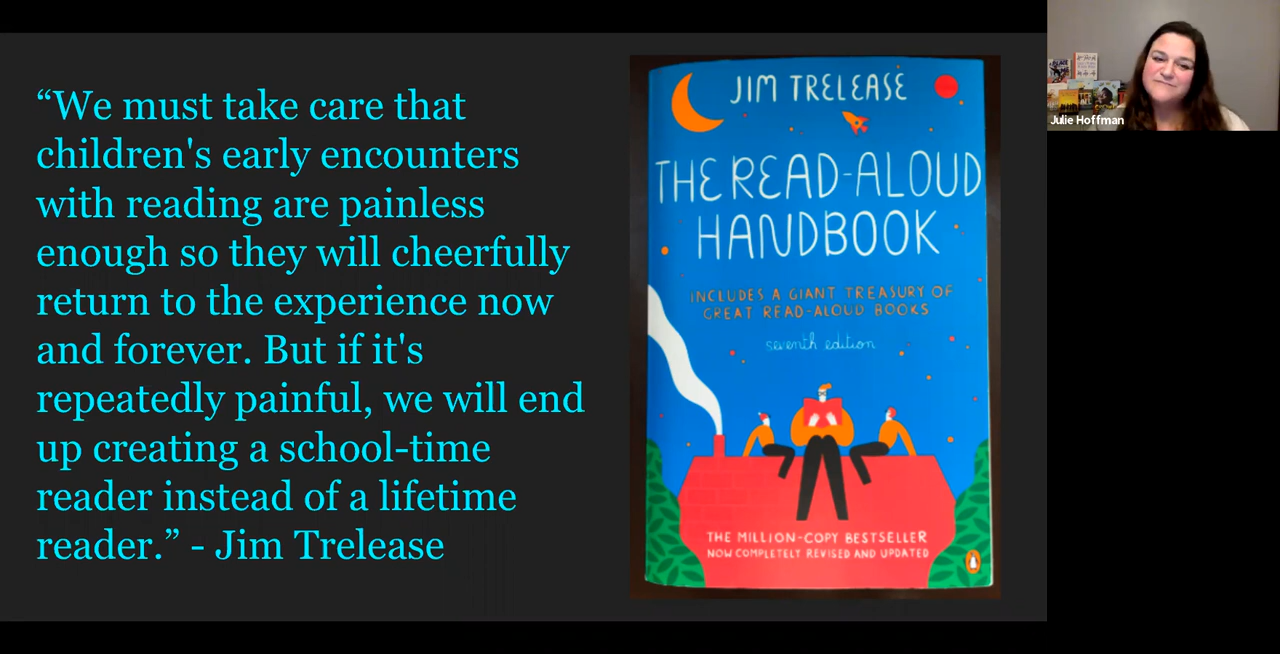 “We must take care that
children's early encounters
with reading are painless
enough so they will cheerfully
return to the experience now
and forever. But if it's
repeatedly painful, we will end
up creating a school-time
reader instead of a lifetime
reader.” - Jim Trelease
JIM TRELEASE
THE READ-ALOUD
HANDBOOK
INCLUDES A GIANT TREASURY OF
GREAT READ-ALOUD BOOKS
seventh edition
THE MILLION-COPY BESTSELLER
NOW COMPLETELY REVISED AND UPDATED
Julie Hoffman